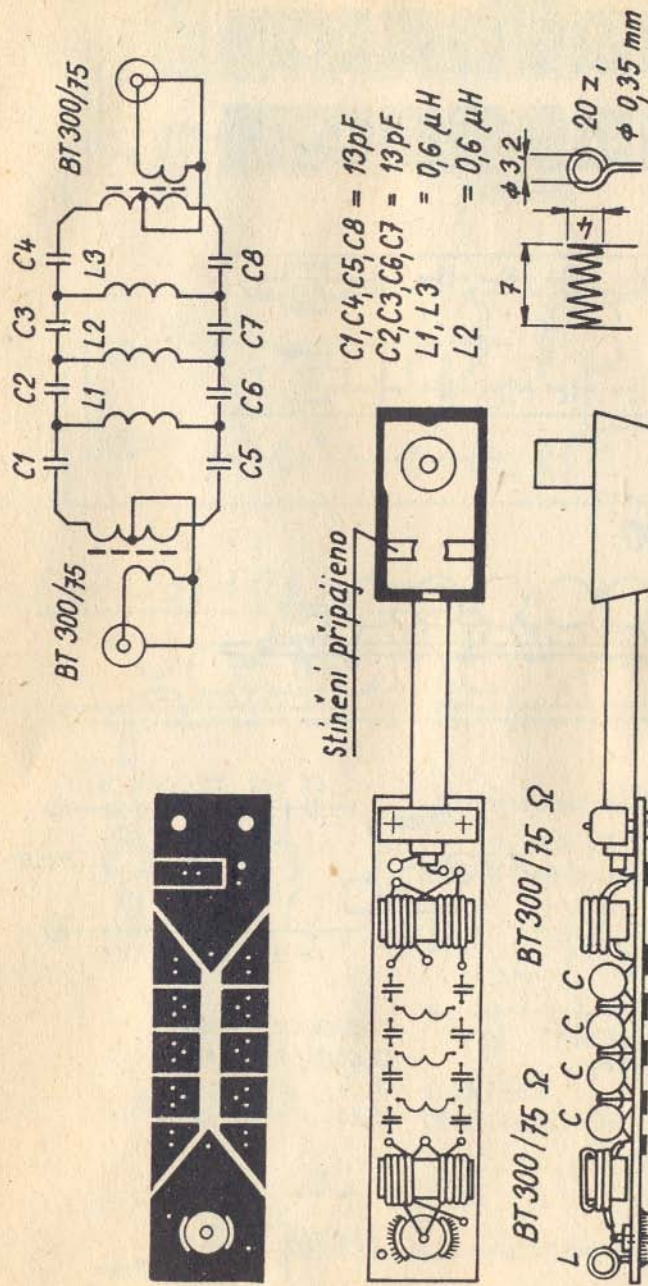 BT 300/75
BT 300/75
C1 C2 C3 C4
L1 L2 L3
C5 C6 C7 C8
C1, C4, C5, C8 = 13pF
C2, C3, C6, C7 = 13pF
L1, L3 = 0,6 μH
L2 = 0,6 μH
Stínění připájeno
7
4
φ 3,2
20 z,
φ 0,35 mm
BT 300/75 Ω
BT 300/75 Ω
L C C C C